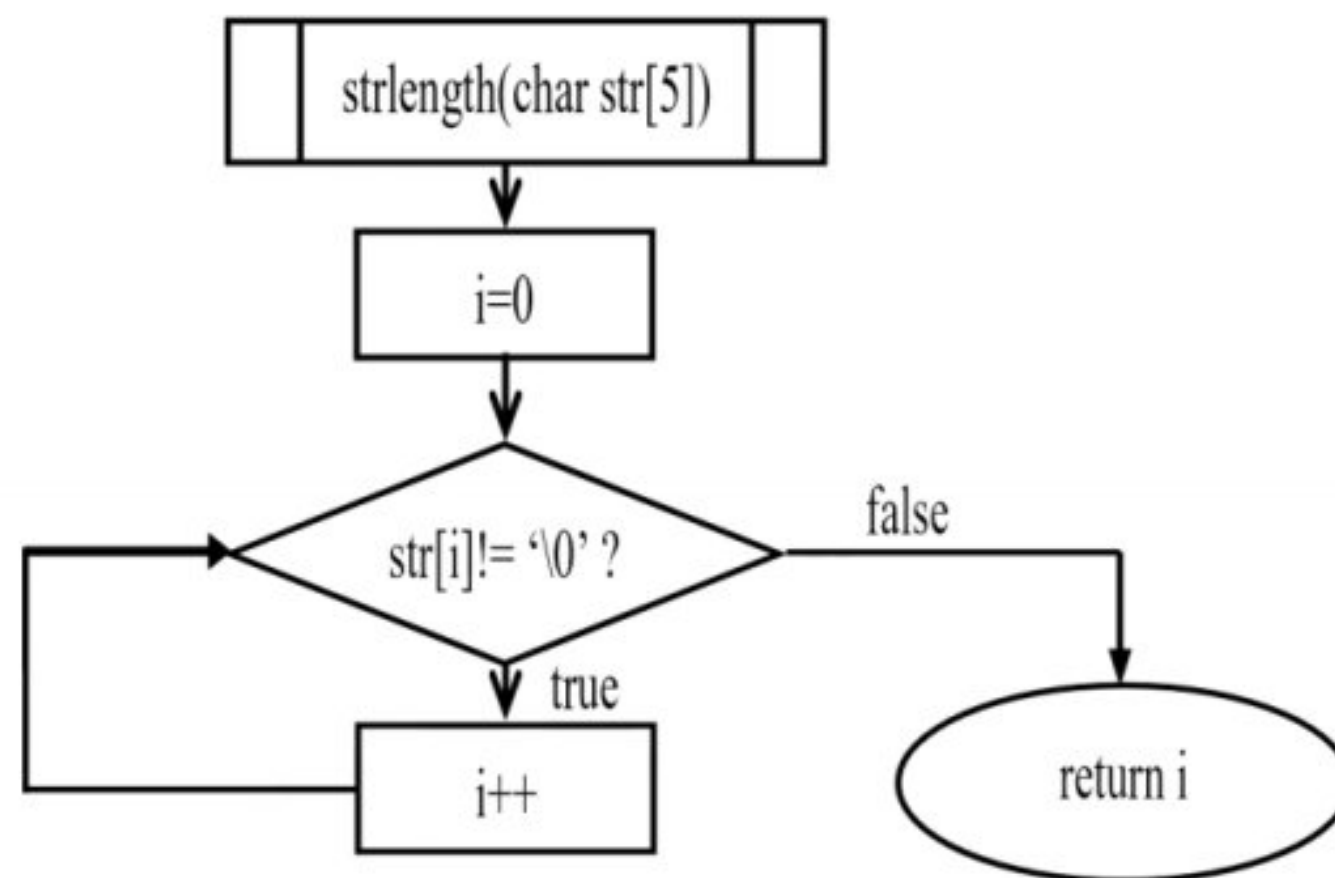 strlength(char str[5])
i=0
str[i]!= ‘\0’ ?
false
true
i++
return i